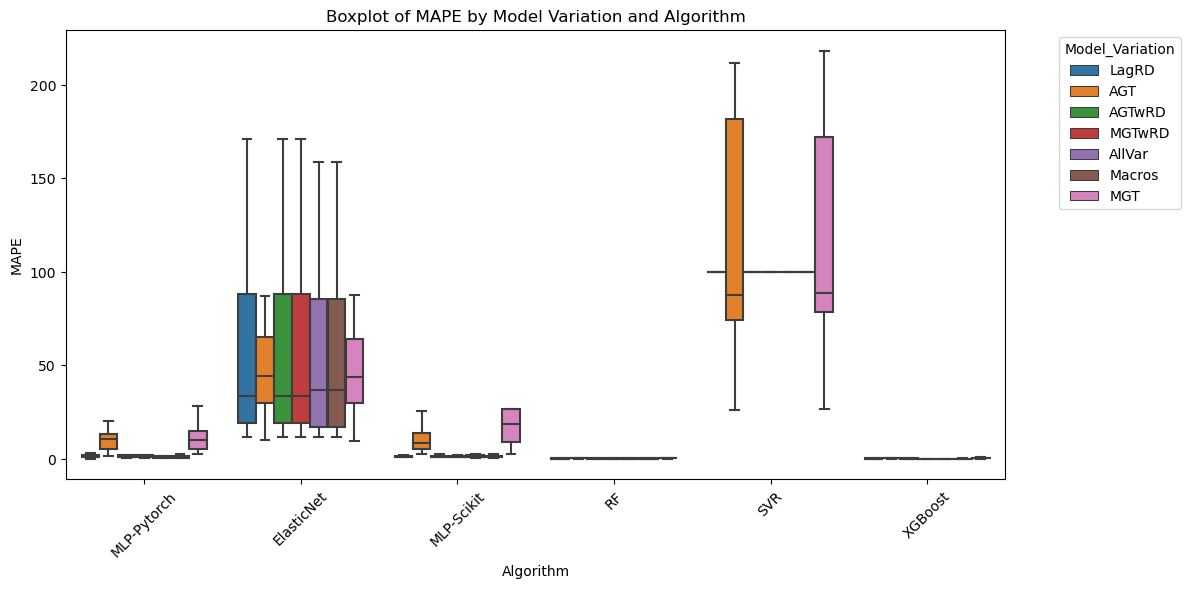 Boxplot of MAPE by Model Variation and Algorithm
MAPE
200
150
100
50
0
MLP-Pytorch
ElasticNet
MLP-Scikit
RF
SVR
XGBoost
Algorithm
Model_Variation
LagRD
AGT
AGTwRD
MGTwRD
AllVar
Macros
MGT